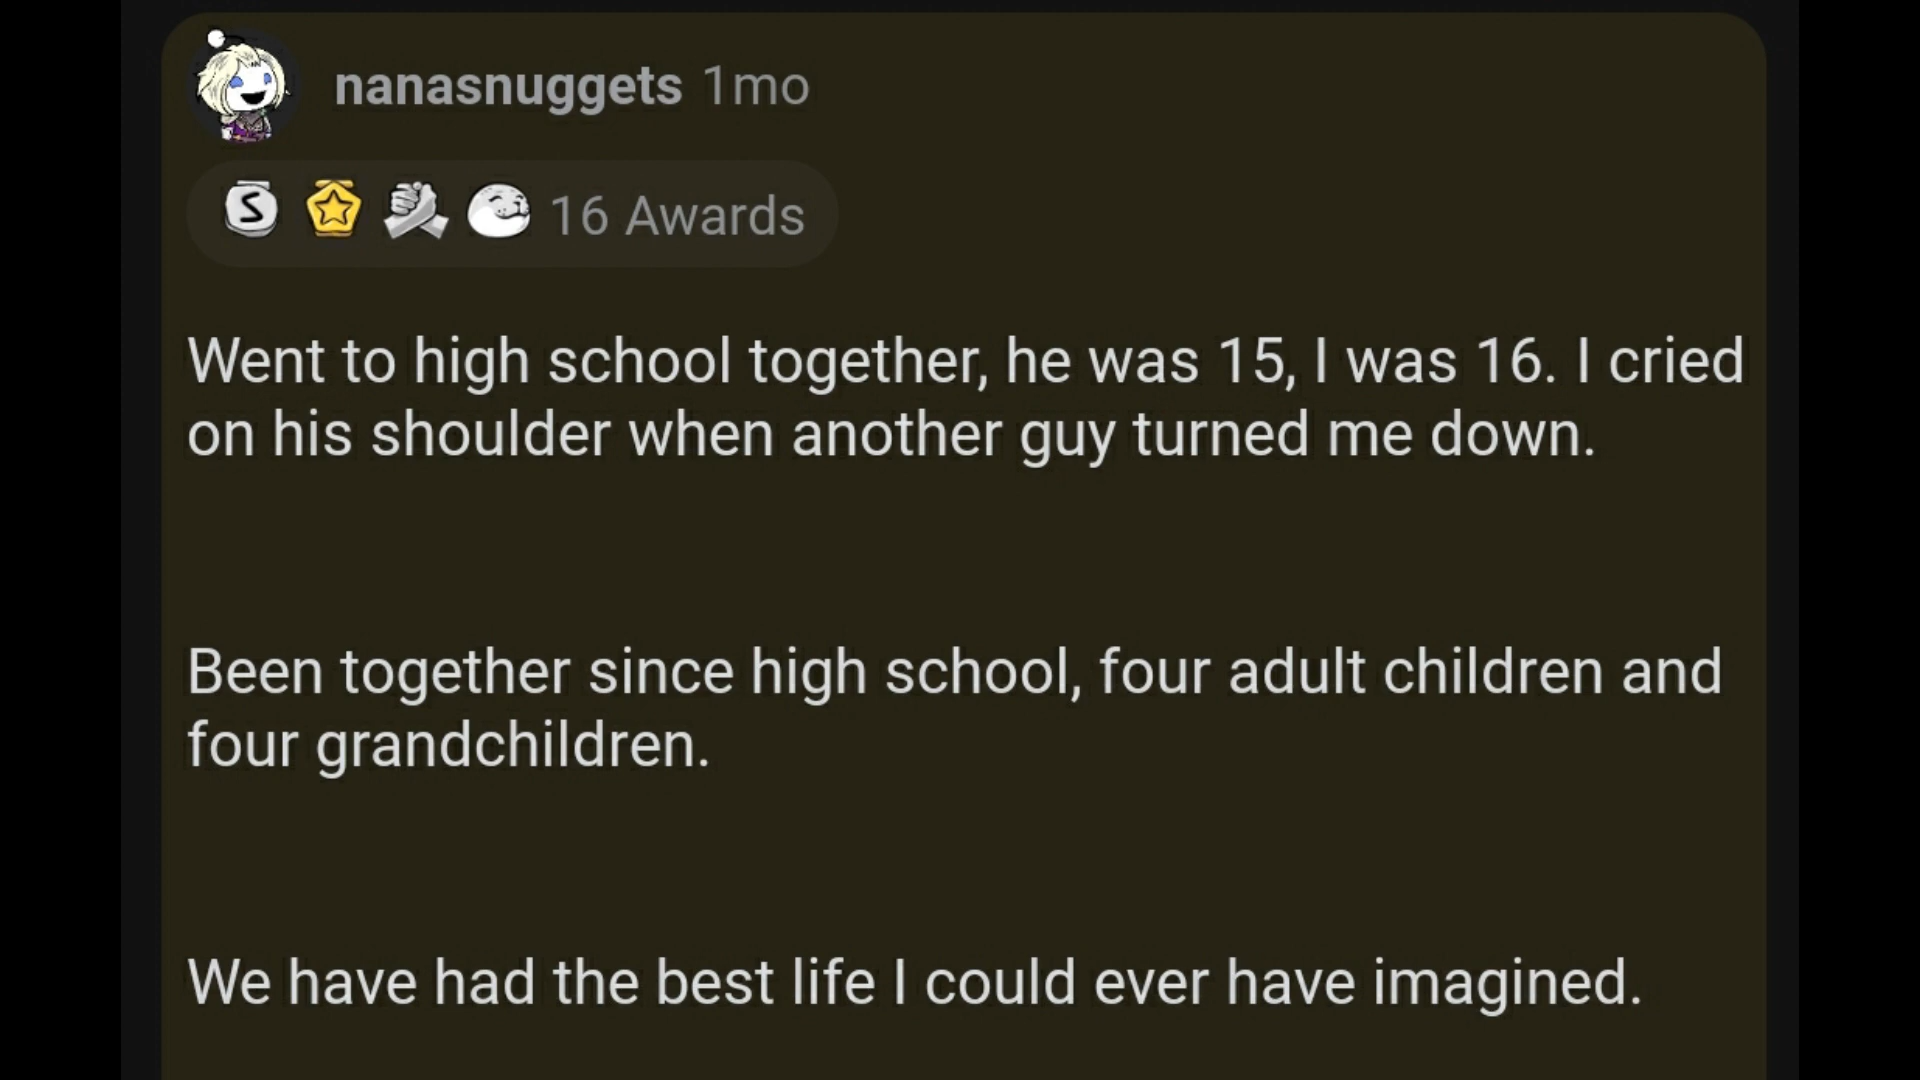 nanasnuggets 1mo
S
16 Awards
Went to high school together, he was 15, I was 16. I cried
on his shoulder when another guy turned me down.
Been together since high school, four adult children and
four grandchildren.
We have had the best life I could ever have imagined.